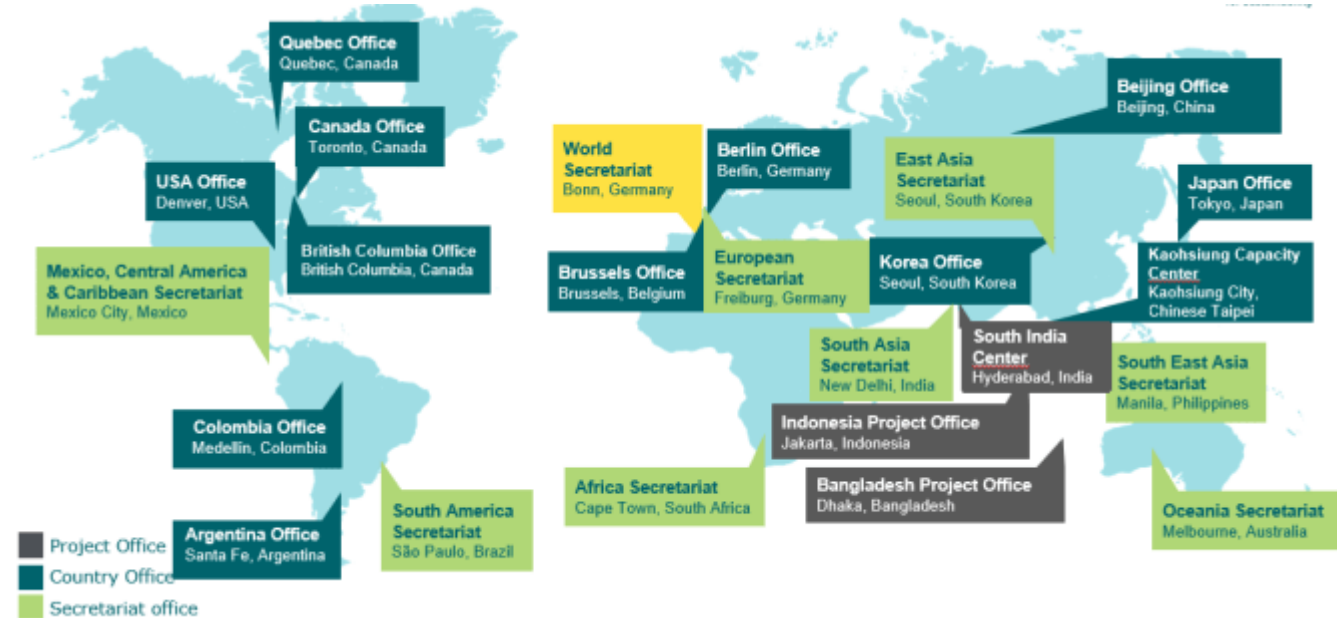 Quebec Office
Quebec, Canada
Canada Office
Toronto, Canada
USA Office
Denver, USA
British Columbia Office
British Columbia, Canada
Mexico, Central America
& Caribbean Secretariat
Mexico City, Mexico
Colombia Office
Medellin, Colombia
Argentina Office
Santa Fe, Argentina
South America
Secretariat
São Paulo, Brazil
Project Office
Country Office
Secretariat office
World
Secretariat
Bonn, Germany
Berlin Office
Berlin, Germany
Brussels Office
Brussels, Belgium
European
Secretariat
Freiburg, Germany
East Asia
Secretariat
Seoul, South Korea
Beijing Office
Beijing, China
Japan Office
Tokyo, Japan
Korea Office
Seoul, South Korea
Kaohsiung Capacity
Center
Kaohsiung City,
Chinese Taipei
South Asia
Secretariat
New Delhi, India
South India
Center
Hyderabad, India
South East Asia
Secretariat
Manila, Philippines
Indonesia Project Office
Jakarta, Indonesia
Africa Secretariat
Cape Town, South Africa
Bangladesh Project Office
Dhaka, Bangladesh
Oceania Secretariat
Melbourne, Australia